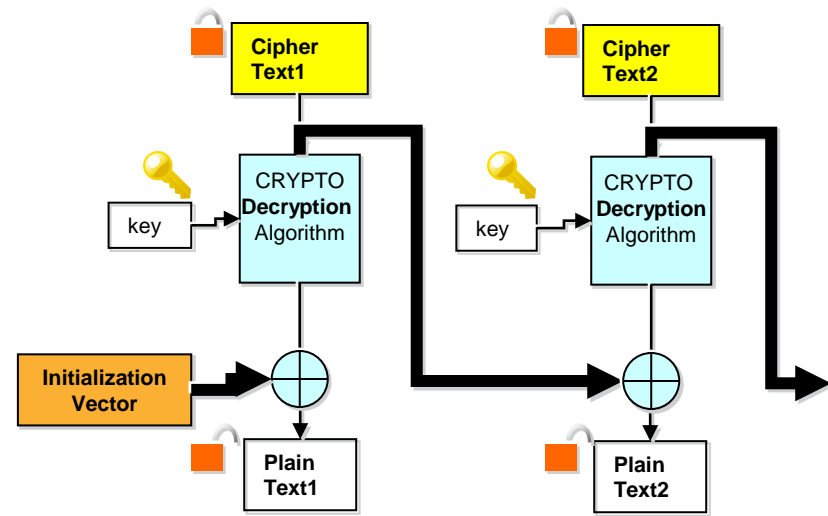 Cipher
Text1
Cipher
Text2
CRYPTO
Decryption
Algorithm
key
CRYPTO
Decryption
Algorithm
key
Initialization
Vector
Plain
Text1
Plain
Text2